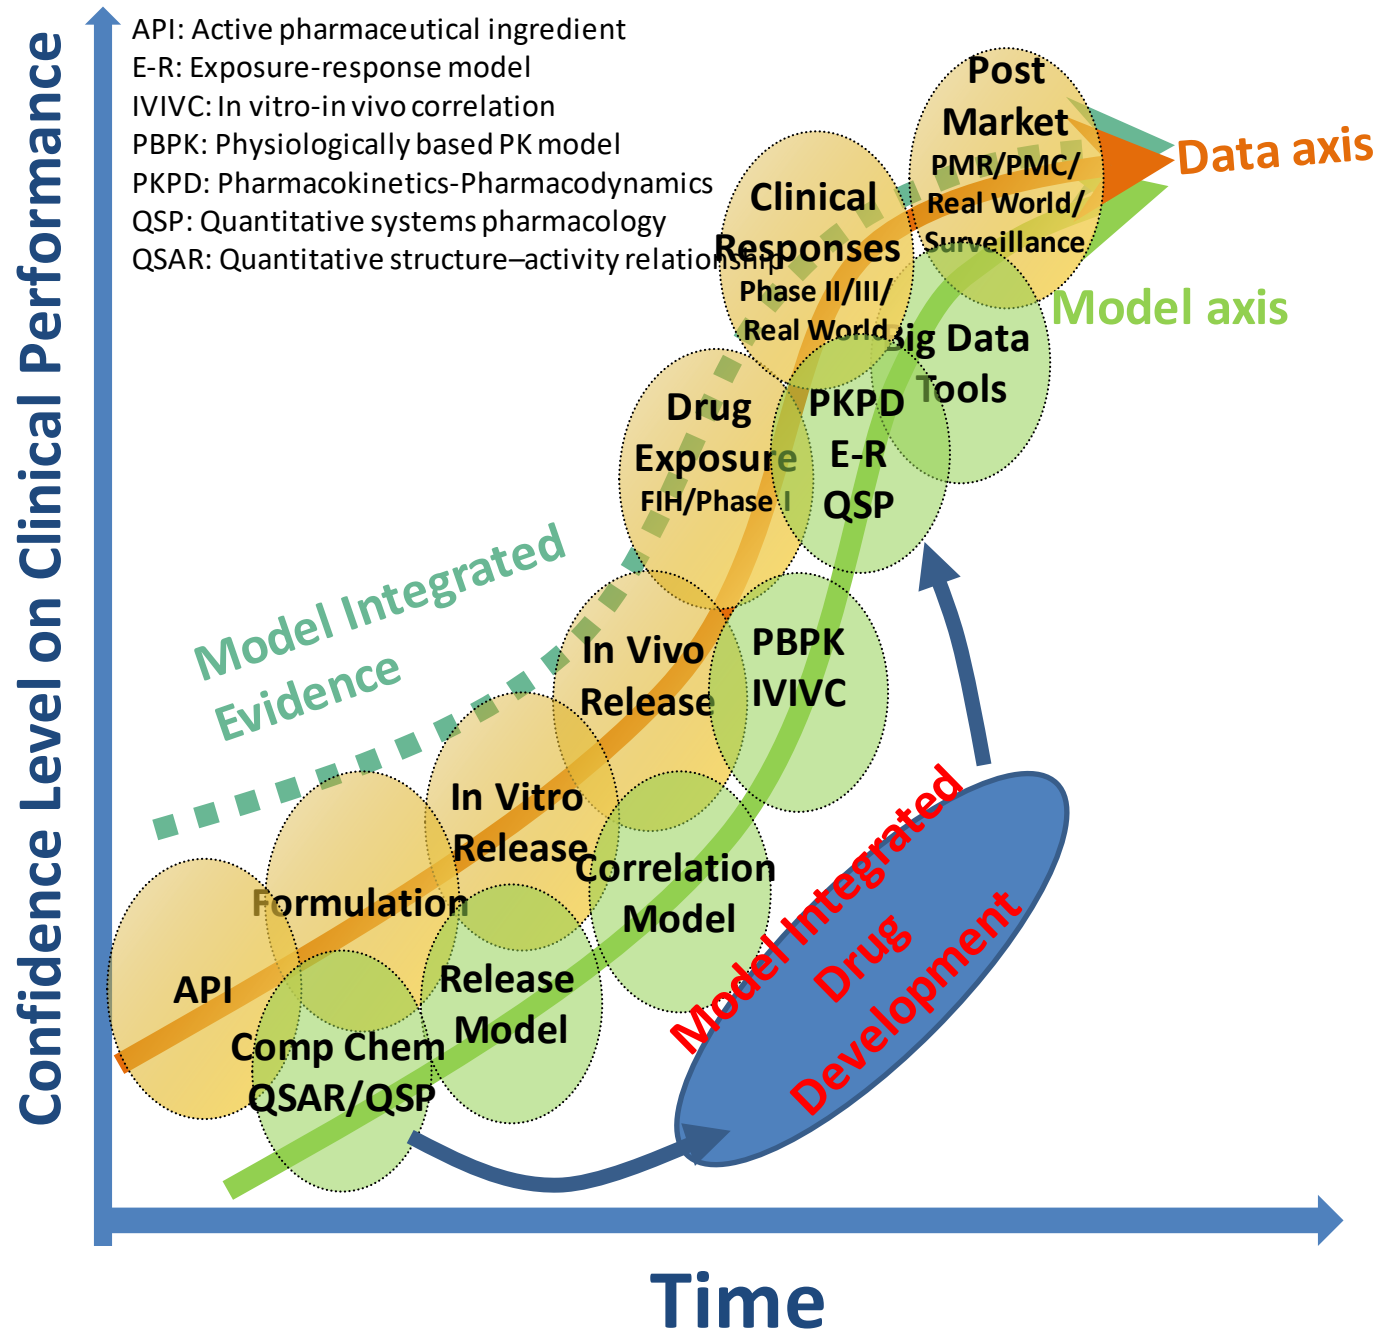 API: Active pharmaceutical ingredient
E-R: Exposure-response model
IVIVC: In vitro-in vivo correlation
PBPK: Physiologically based PK model
PKPD: Pharmacokinetics-Pharmacodynamics
QSP: Quantitative systems pharmacology
QSAR: Quantitative structure–activity relationship
Confidence Level on Clinical Performance
Post
Market
PMR/PMC/
Real World/
Surveillance
Data axis
Model axis
Clinical
Responses
Phase II/III/
Real World
Big Data
Tools
Drug
Exposure
FIH/Phase I
PKPD
E-R
QSP
Model Integrated
Evidence
In Vivo
Release
PBPK
IVIVC
In Vitro
Release
Correlation
Model
Formulation
API
Release
Model
Comp Chem
QSAR/QSP
Model Integrated
Drug
Development
Time